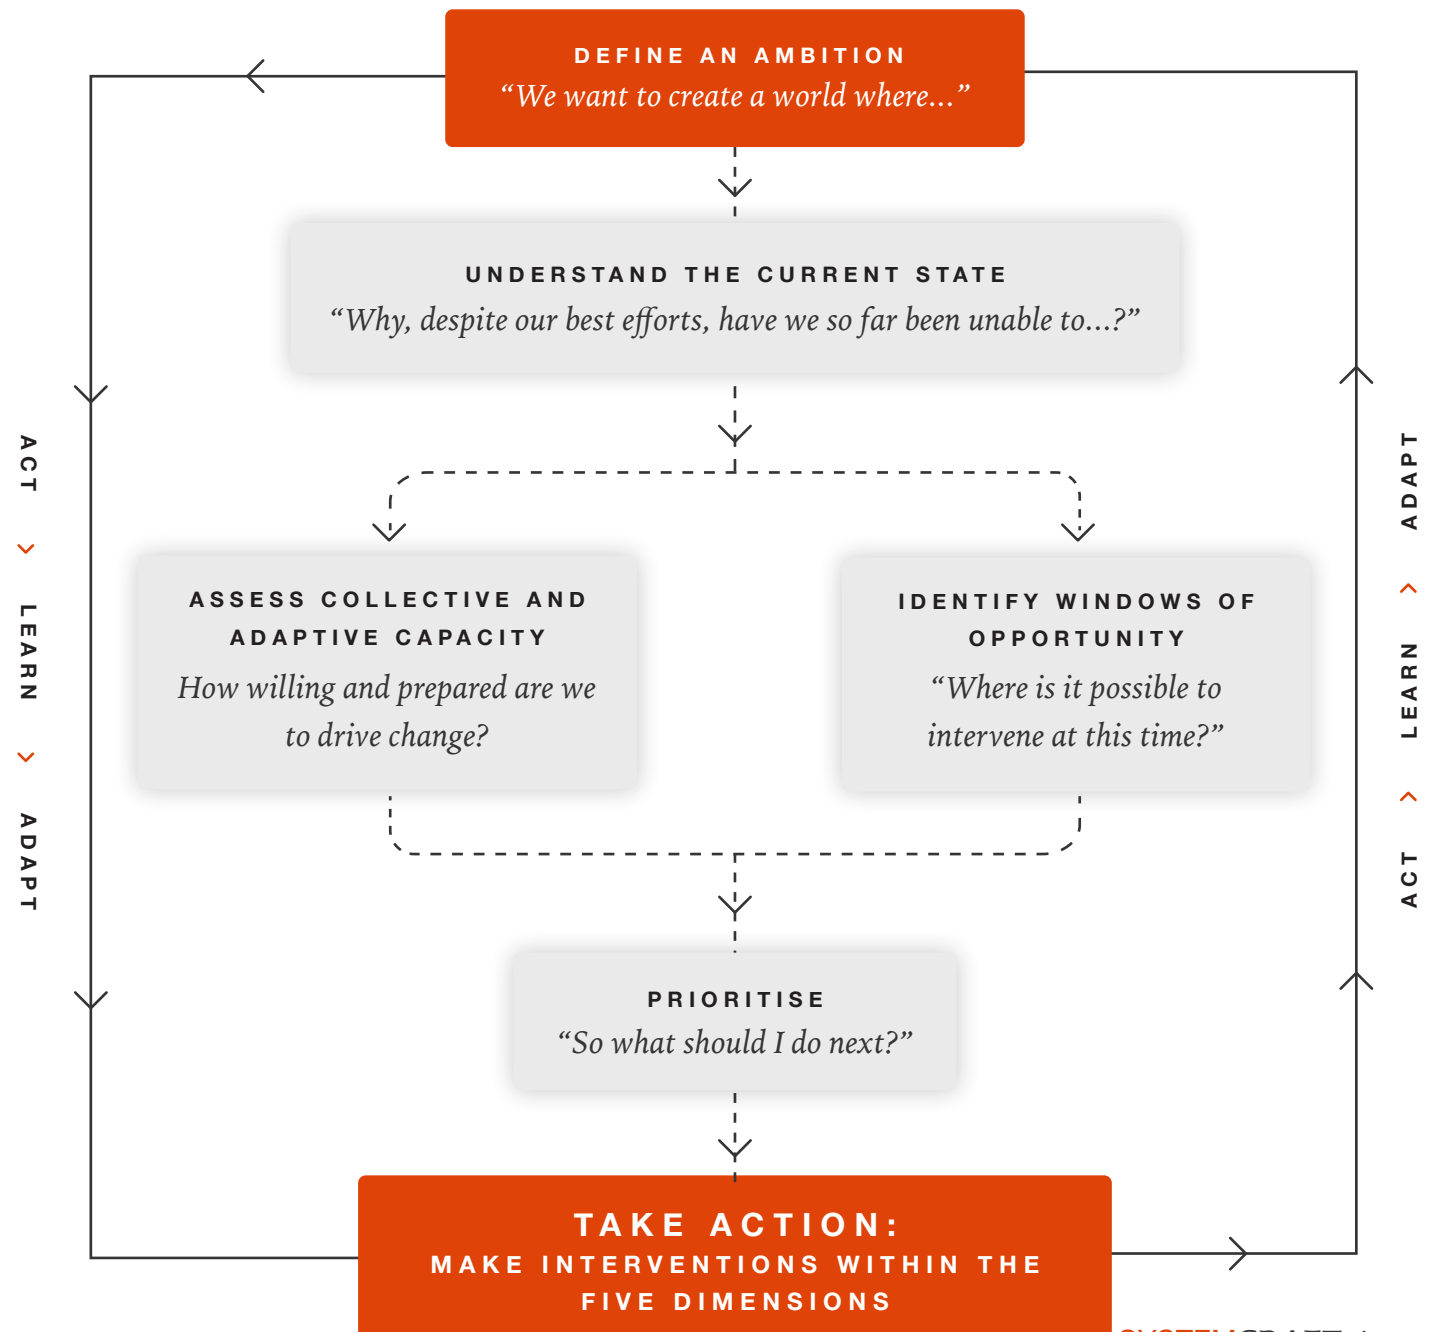 DEFINE AN AMBITION
“We want to create a world where...”
UNDERSTAND THE CURRENT STATE
“Why, despite our best efforts, have we so far been unable to...?”
ACT > LEARN > ADAPT
ACT > LEARN > ADAPT
ASSESS COLLECTIVE AND
ADAPTIVE CAPACITY
How willing and prepared are we
to drive change?
IDENTIFY WINDOWS OF
OPPORTUNITY
“Where is it possible to
intervene at this time?”
PRIORITISE
“So what should I do next?”
TAKE ACTION:
MAKE INTERVENTIONS WITHIN THE
FIVE DIMENSIONS